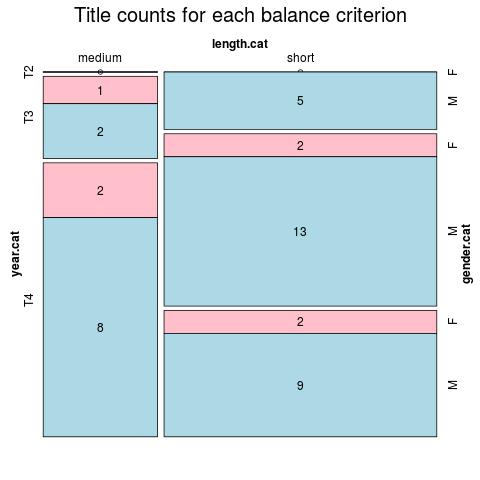 Title counts for each balance criterion
length.cat
medium short
T2 F
1 5 M
T3 2 2 F
2 13 M
year.cat gender.cat
T4 8 2 F
9 M